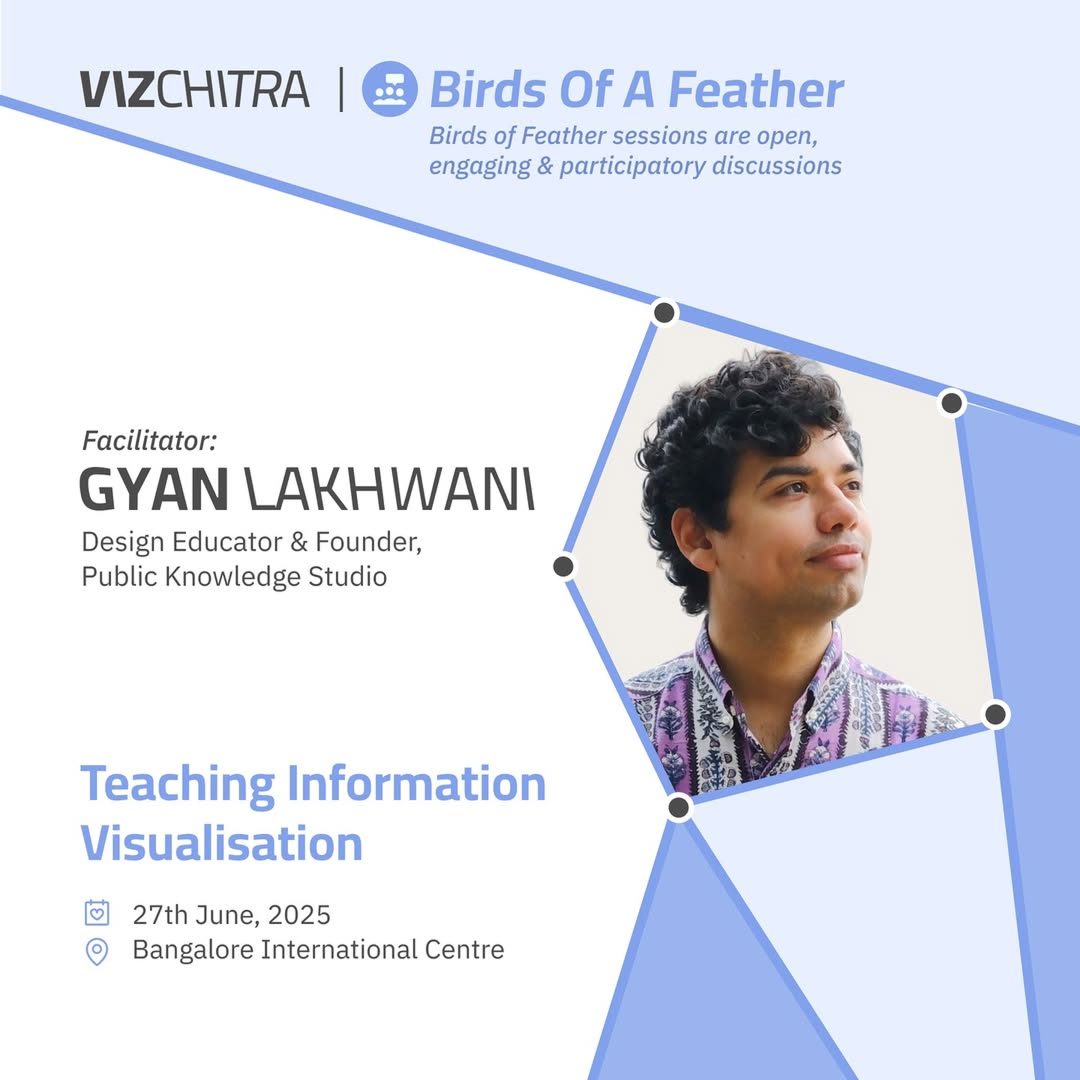 VIZCHITRA | Birds Of A Feather
Birds of Feather sessions are open,
engaging & participatory discussions
Facilitator:
GYAN LAKHWANI
Design Educator & Founder,
Public Knowledge Studio
Teaching Information
Visualisation
27th June, 2025
Bangalore International Centre